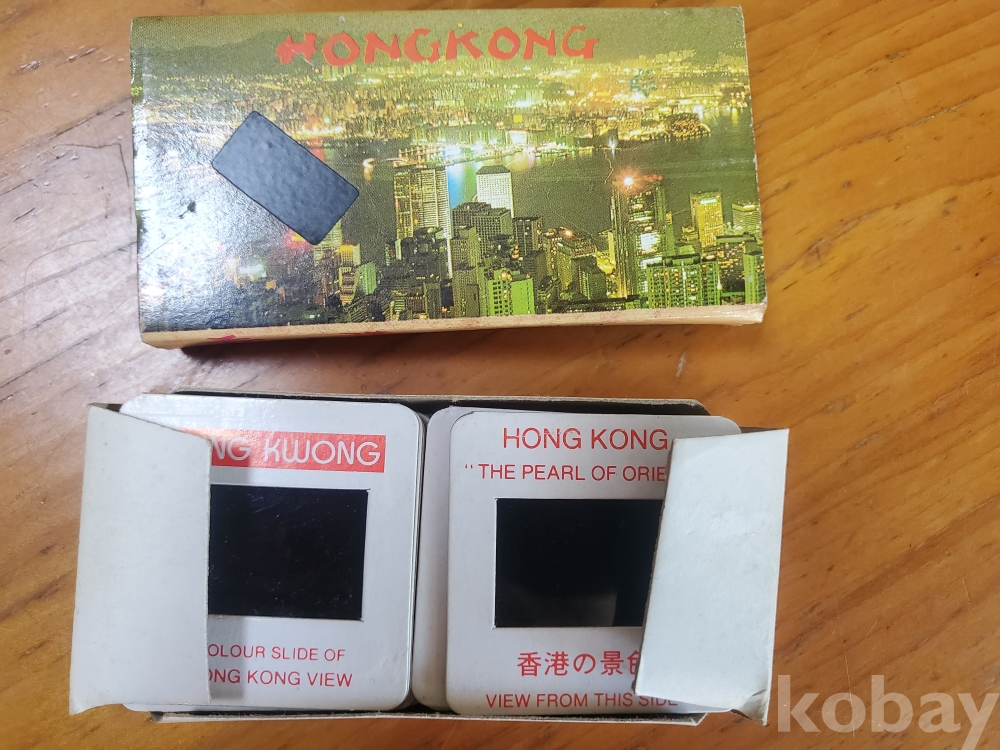 HONGKONG
NG KWONG
OLOUR SLIDE OF
ONG KONG VIEW
HONG KONG
“ THE PEARL OF ORIE
香港の景色
VIEW FROM THIS SIDE
kobay